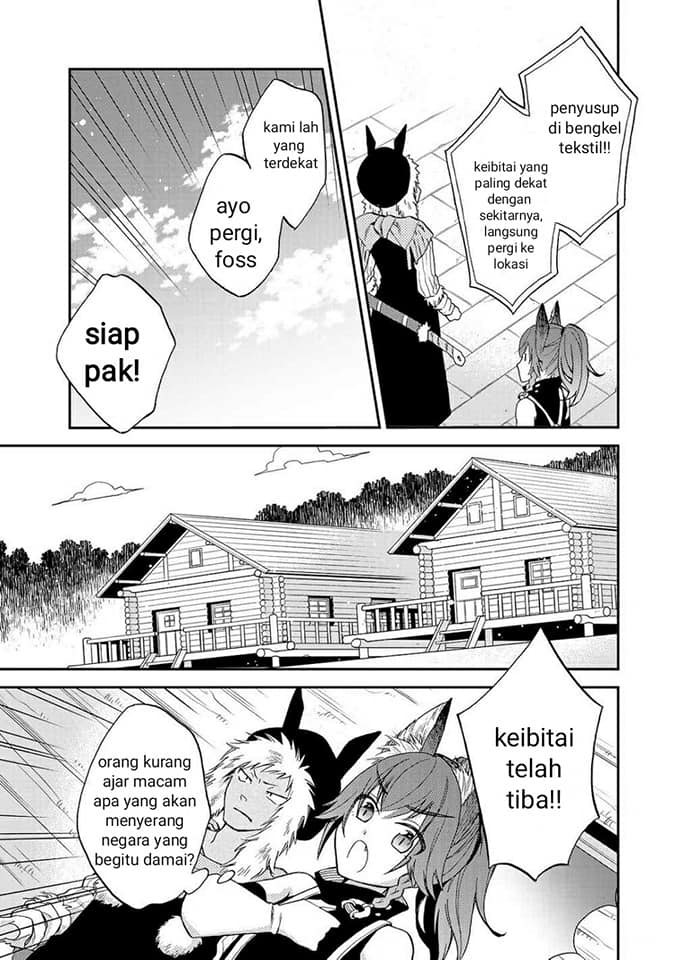 penyusup
di bengkel
tekstil!!
keibitai yang
paling dekat
dengan
sekitarnya,
langsung
pergi ke
lokasi
kami lah
yang
terdekat
ayo
pergi,
foss
siap
pak!
keibitai
telah
tiba!!
orang kurang
ajar macam
apa yang akan
menyerang
negara yang
begitu damai?